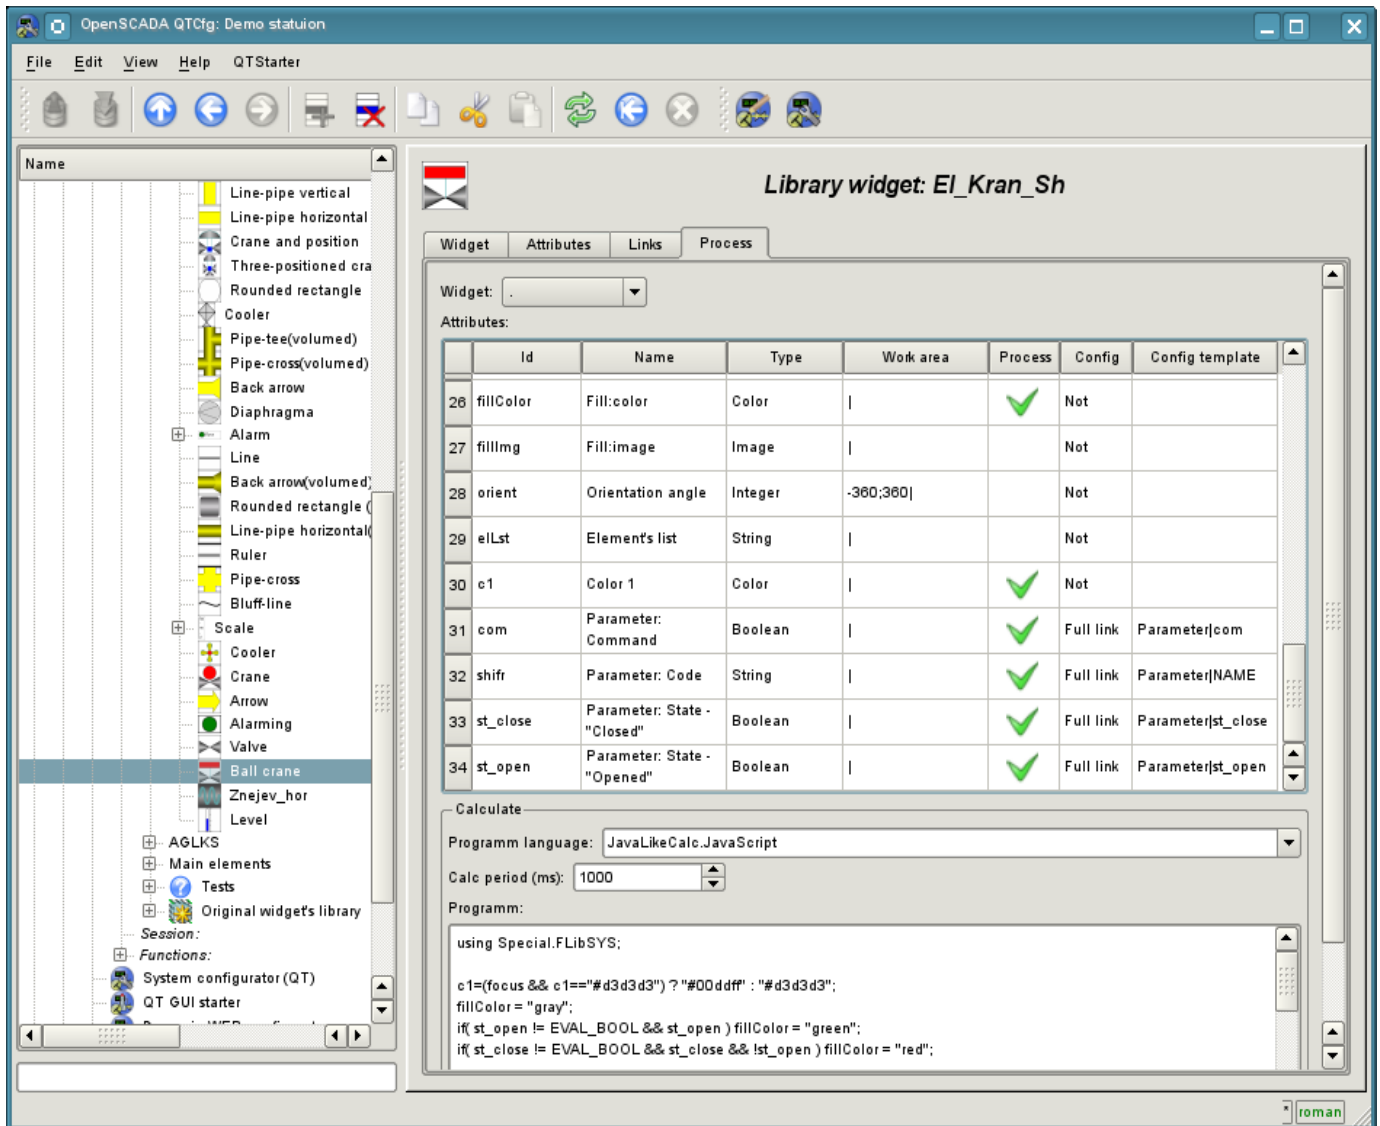 OpenSCADA QTCfg: Demo statuion
File Edit View Help QTStarter
Name
Line-pipe vertical
Line-pipe horizontal
Crane and position
Three-positioned cra
Rounded rectangle
Cooler
Pipe-tee(volumed)
Pipe-cross(volumed)
Back arrow
Diaphragma
Alarm
Line
Back arrow(volumed)
Rounded rectangle (
Line-pipe horizontal(
Ruler
Pipe-cross
Bluff-line
Scale
Cooler
Crane
Arrow
Alarming
Valve
Ball crane
Znejev_hor
Level
AGLKS
Main elements
Tests
Original widget's library
Session:
Functions:
System configurator (QT)
QT GUI starter
Library widget: El_Kran_Sh
Widget Attributes Links Process
Widget: .
Attributes:
Id Name Type Work area Process Config Config template
26 fillColor Fill:color Color | Not
27 fillImg Fill:image Image | Not
28 orient Orientation angle Integer -360;360| Not
29 elLst Element's list String | Not
30 c1 Color 1 Color | Not
31 com Parameter: Command Boolean | Full link Parameter|com
32 shifr Parameter: Code String | Full link Parameter|NAME
33 st_close Parameter: State - "Closed" Boolean | Full link Parameter|st_close
34 st_open Parameter: State - "Opened" Boolean | Full link Parameter|st_open
Calculate
Programm language: JavaLikeCalc.JavaScript
Calc period (ms): 1000
Programm:
using Special.FLibSYS;
c1=(focus && c1=="#d3d3d3") ? "#00ddff" : "#d3d3d3";
fillColor = "gray";
if( st_open != EVAL_BOOL && st_open ) fillColor = "green";
if( st_close != EVAL_BOOL && st_close && !st_open ) fillColor = "red";
* roman